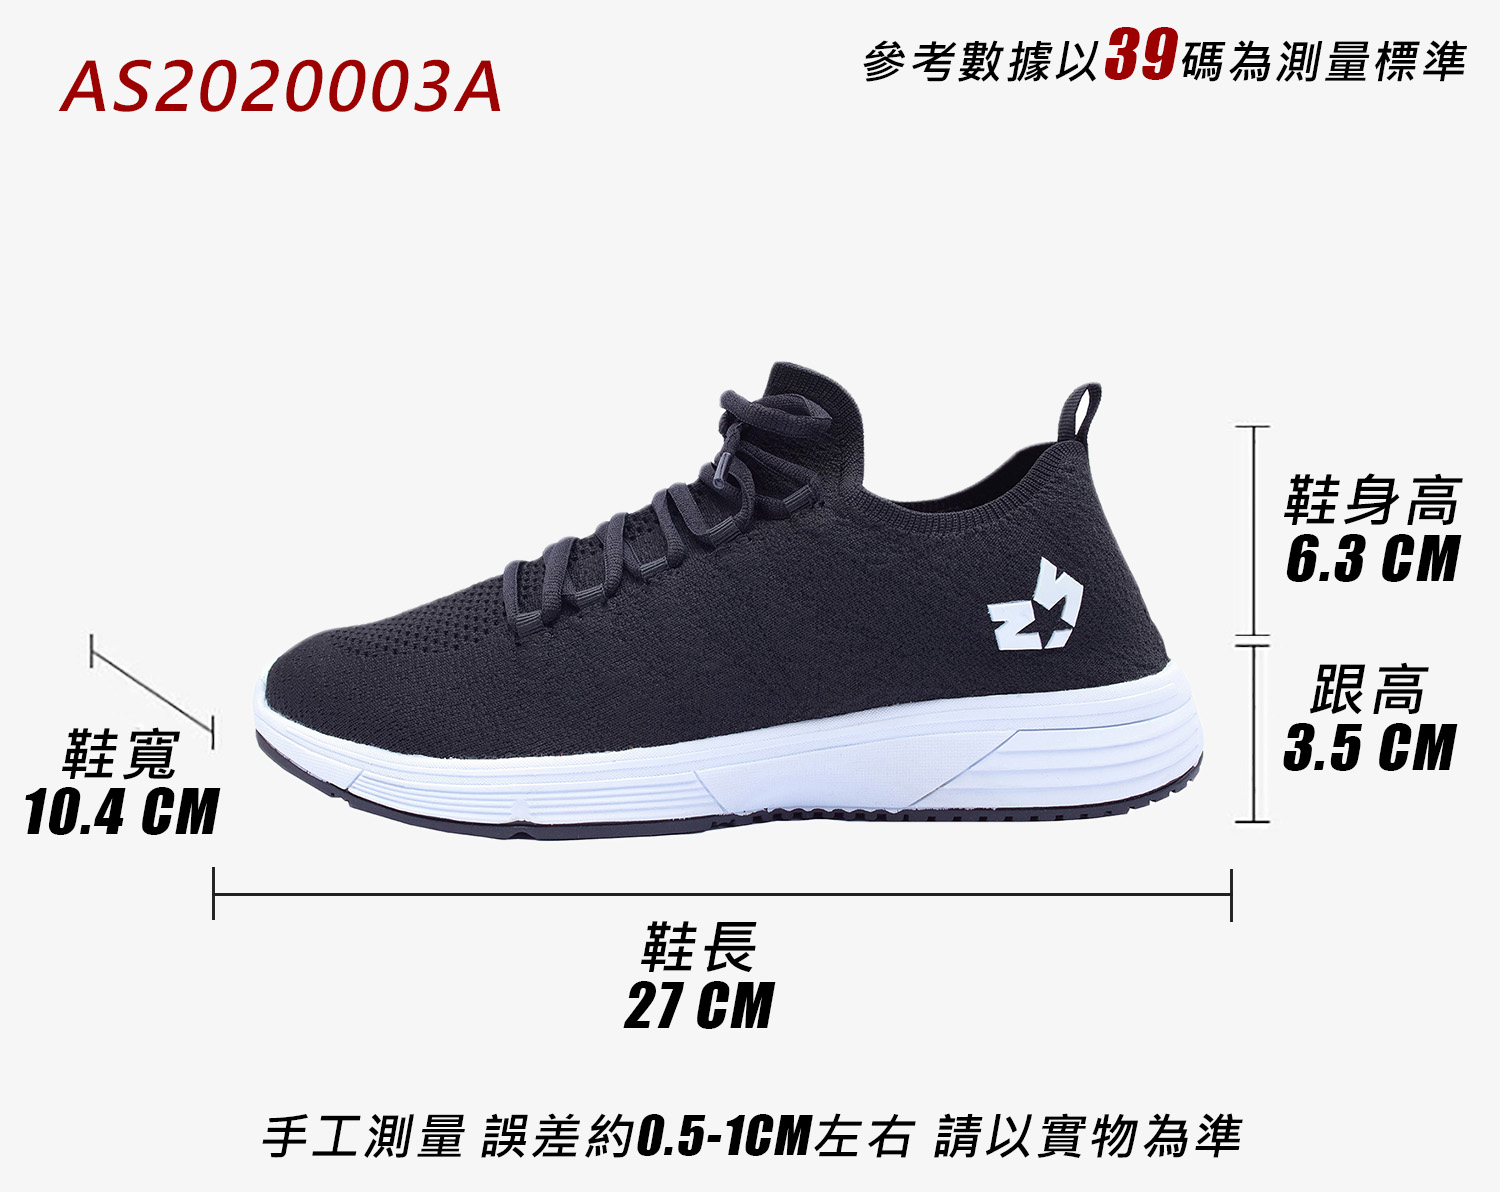 AS2020003A
參考數據以39碼為測量標準
鞋身高
6.3 CM
跟高
3.5 CM
鞋寬
10.4 CM
鞋長
27 CM
手工測量 誤差約0.5-1CM左右 請以實物為準